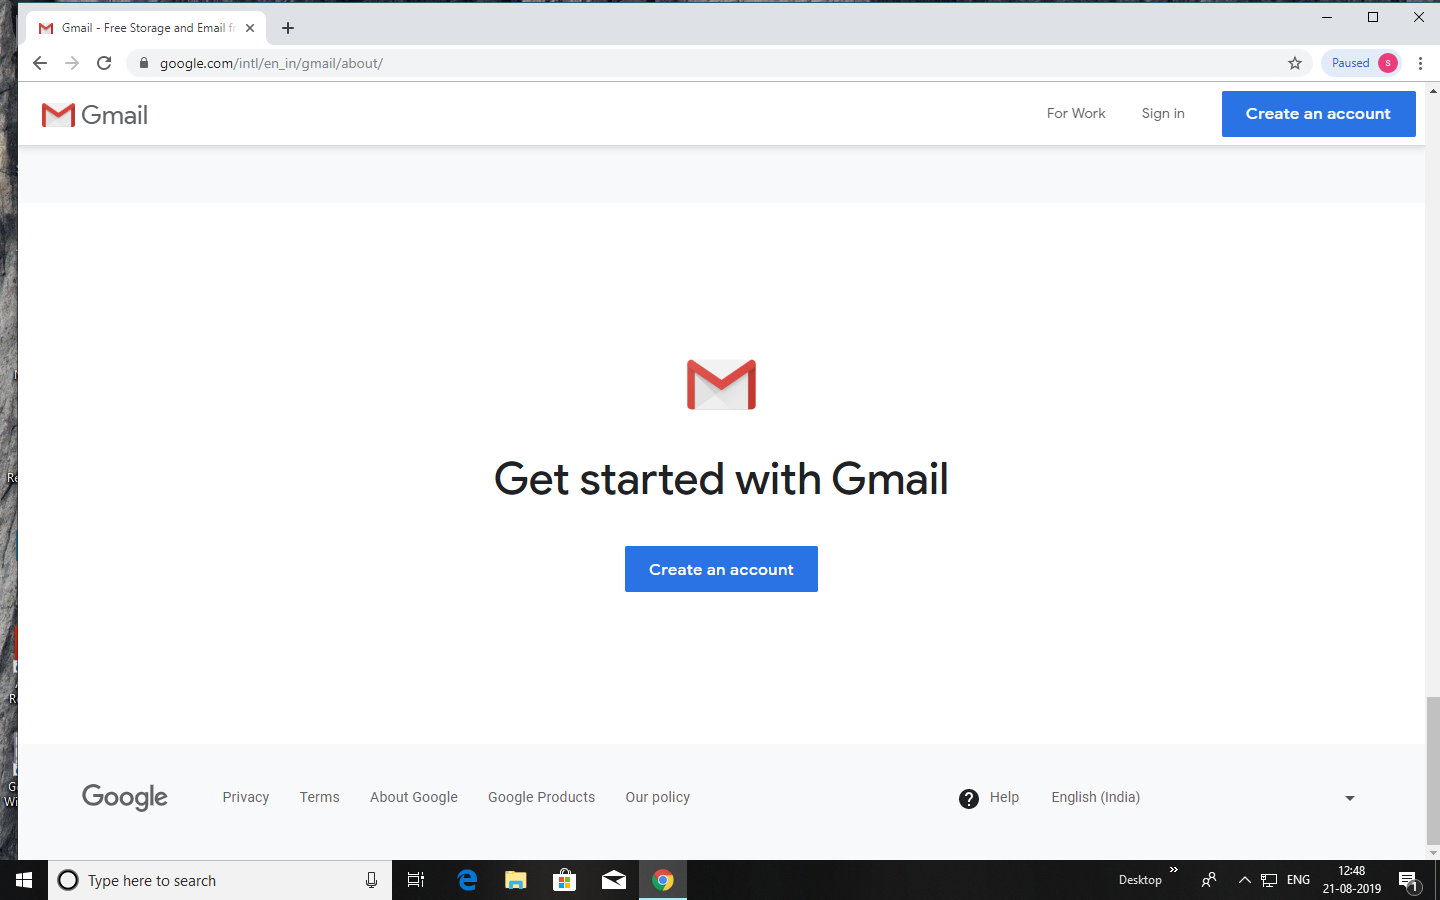 Gmail - Free Storage and Email f
google.com/intl/en_in/gmail/about/
Paused
S
Gmail
For Work
Sign in
Create an account
Get started with Gmail
Create an account
Google
Privacy
Terms
About Google
Google Products
Our policy
? Help
English (India)
Type here to search
Desktop
ENG
12:48
21-08-2019
1